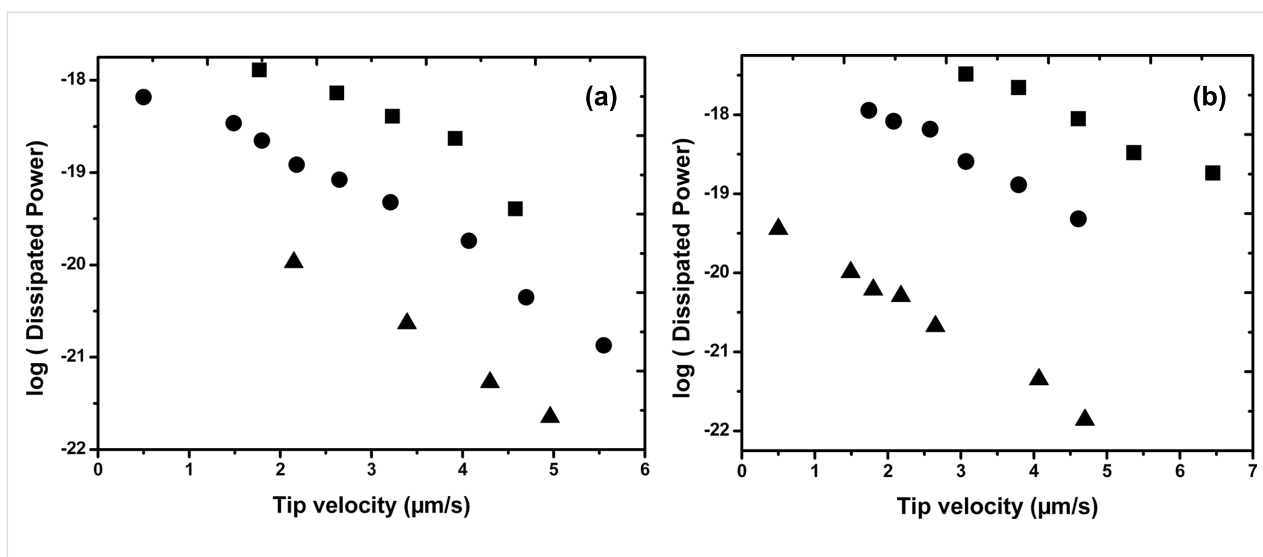 (a)
log ( Dissipated Power)
-18
-19
-20
-21
-22
0 1 2 3 4 5 6
Tip velocity (µm/s)
(b)
log ( Dissipated Power)
-18
-19
-20
-21
-22
0 1 2 3 4 5 6 7
Tip velocity (µm/s)